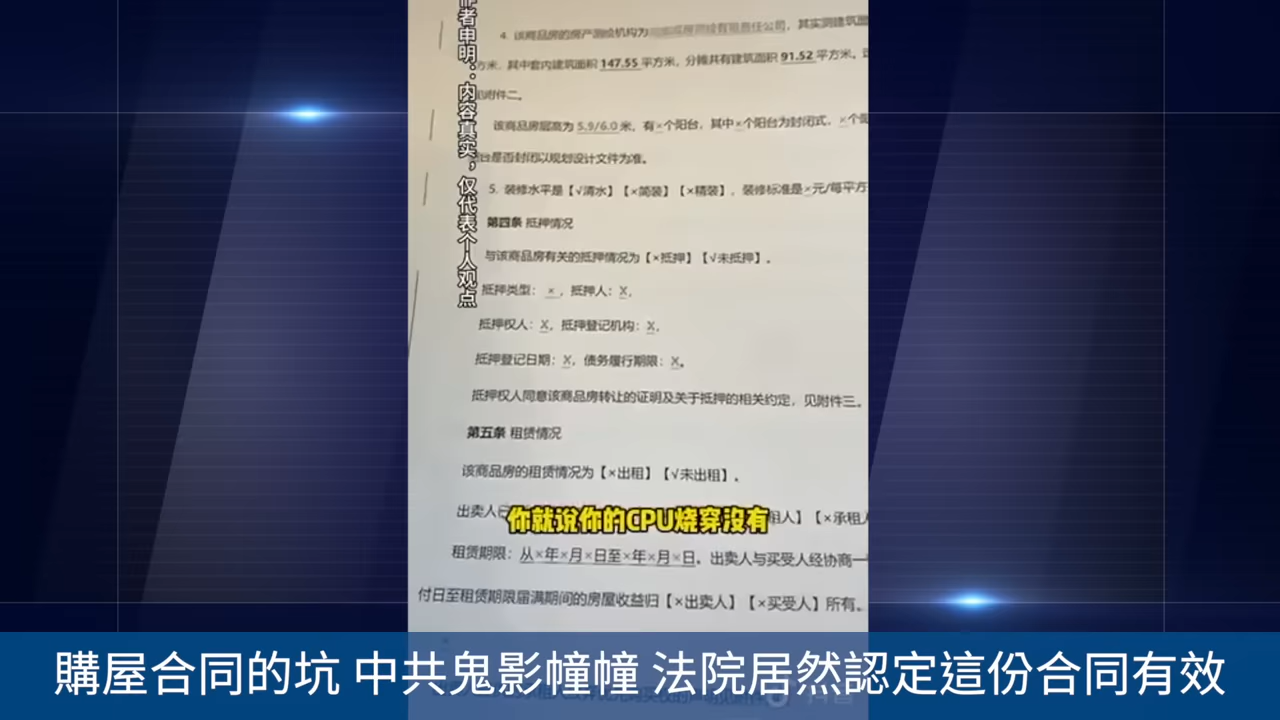 作者申明：内容真实，仅代表个人观点
4. 该商品房的房产测绘机构为
有限责任公司，其实测建筑面
方米，其中套内建筑面积 147.55 平方米，分摊共有建筑面积 91.52 平方米。
见附件二。
该商品房层高为 5.9/6.0 米，有×个阳台，其中×个阳台为封闭式，×个
台是否封闭以规划设计文件为准。
5. 装修水平是【√清水】【×简装】【×精装】，装修标准是×元/每平方
第四条 抵押情况
与该商品房有关的抵押情况为【×抵押】【√未抵押】。
抵押类型：×，抵押人：X，
抵押权人：X，抵押登记机构：X，
抵押登记日期：X，债务履行期限：X。
抵押权人同意该商品房转让的证明及关于抵押的相关约定，见附件三。
第五条 租赁情况
该商品房的租赁情况为【×出租】【√未出租】。
出卖人
租人】【×承租人
你就说你的CPU烧穿没有
租赁期限：从×年×月×日至×年×月×日。出卖人与买受人经协商一
付日至租赁期限届满期间的房屋收益归【×出卖人】【×买受人】所有。
購屋合同的坑 中共鬼影幢幢 法院居然認定這份合同有效